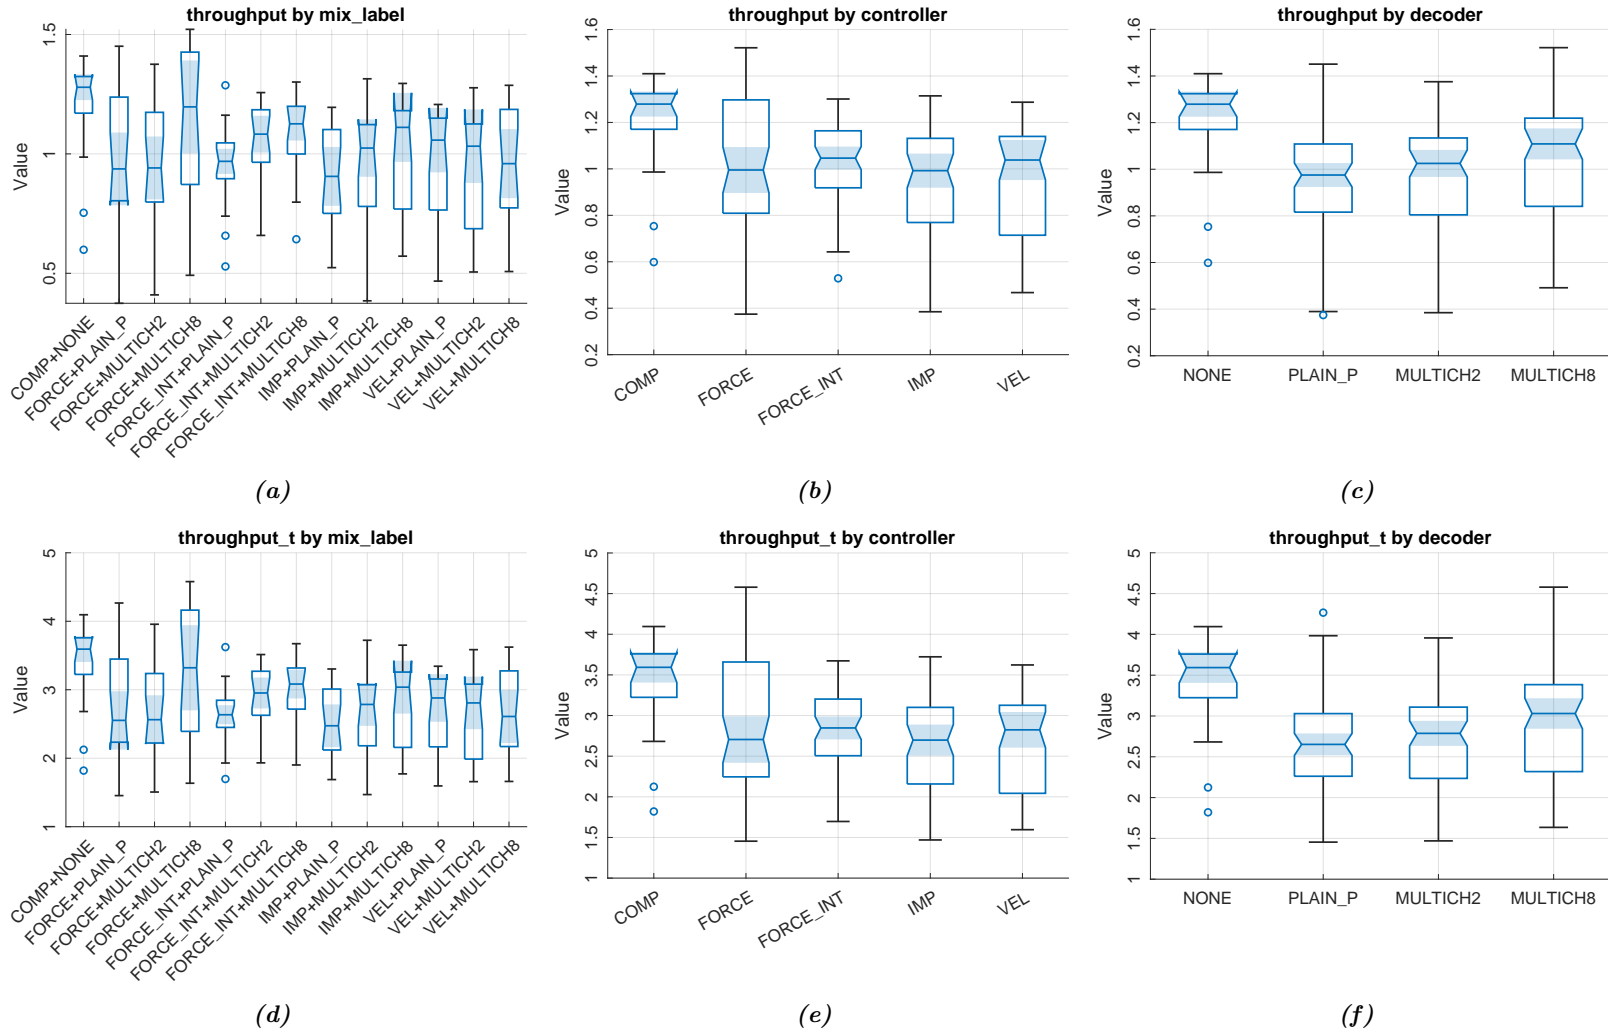 throughput by mix_label
Value
1.5
1
0.5
COMP+NONE
FORCE+PLAIN_P
FORCE+MULTICH2
FORCE+MULTICH8
FORCE_INT+PLAIN_P
FORCE_INT+MULTICH2
FORCE_INT+MULTICH8
IMP+PLAIN_P
IMP+MULTICH2
IMP+MULTICH8
VEL+PLAIN_P
VEL+MULTICH2
VEL+MULTICH8
(a)
throughput by controller
Value
1.6
1.4
1.2
1
0.8
0.6
0.4
0.2
COMP
FORCE
FORCE_INT
IMP
VEL
(b)
throughput by decoder
Value
1.6
1.4
1.2
1
0.8
0.6
0.4
0.2
NONE
PLAIN_P
MULTICH2
MULTICH8
(c)
throughput_t by mix_label
Value
5
4
3
2
1
COMP+NONE
FORCE+PLAIN_P
FORCE+MULTICH2
FORCE+MULTICH8
FORCE_INT+PLAIN_P
FORCE_INT+MULTICH2
FORCE_INT+MULTICH8
IMP+PLAIN_P
IMP+MULTICH2
IMP+MULTICH8
VEL+PLAIN_P
VEL+MULTICH2
VEL+MULTICH8
(d)
throughput_t by controller
Value
5
4.5
4
3.5
3
2.5
2
1.5
1
COMP
FORCE
FORCE_INT
IMP
VEL
(e)
throughput_t by decoder
Value
5
4.5
4
3.5
3
2.5
2
1.5
1
NONE
PLAIN_P
MULTICH2
MULTICH8
(f)